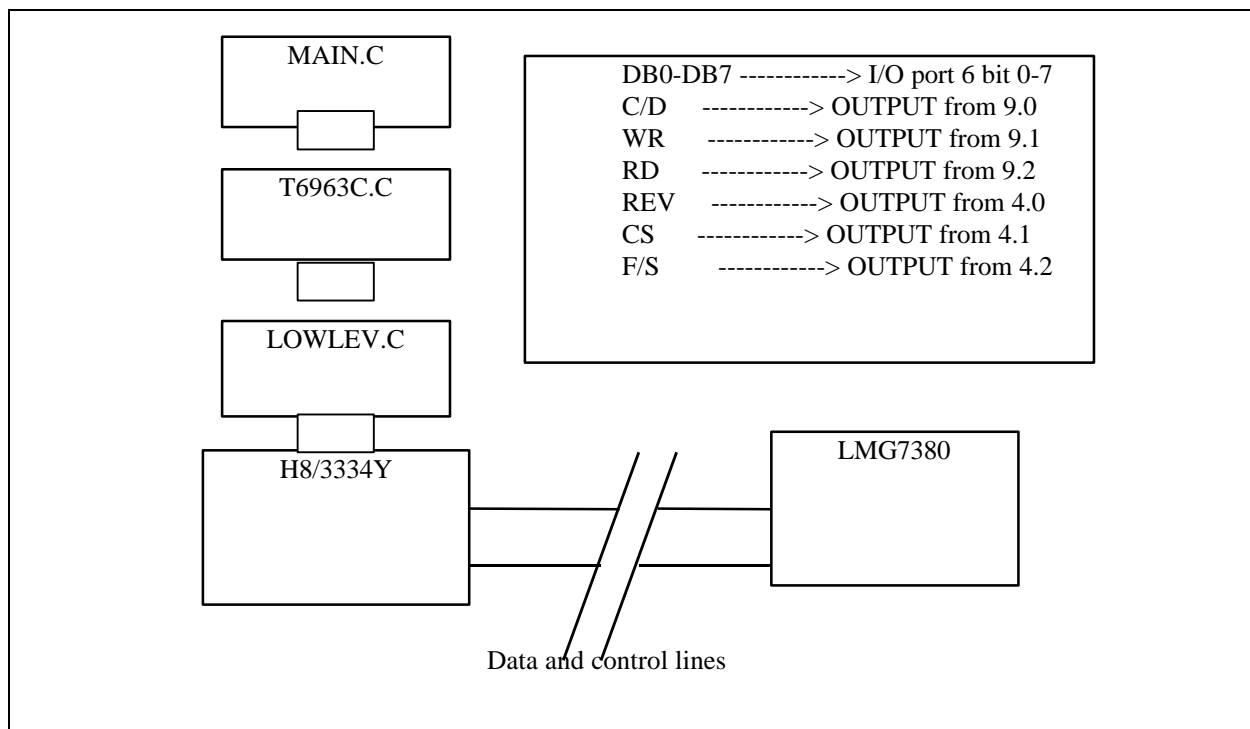 MAIN.C
T6963C.C
LOWLEV.C
H8/3334Y
DB0-DB7 ------------> I/O port 6 bit 0-7
C/D ------------> OUTPUT from 9.0
WR ------------> OUTPUT from 9.1
RD ------------> OUTPUT from 9.2
REV ------------> OUTPUT from 4.0
CS ------------> OUTPUT from 4.1
F/S ------------> OUTPUT from 4.2
LMG7380
Data and control lines